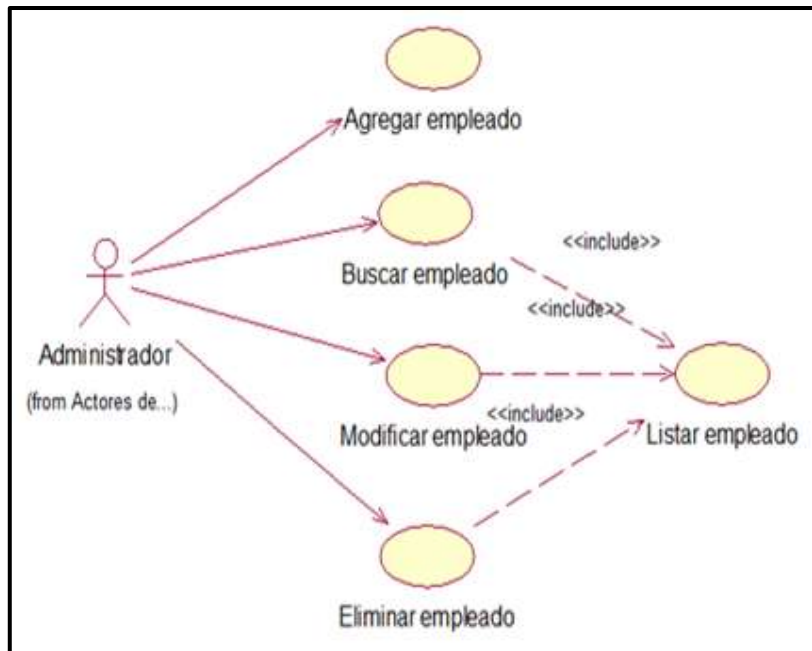 Agregar empleado
<<include>>
Buscar empleado
<<include>>
Administrador
(from Actores de...)
<<include>>
Modificar empleado
Listar empleado
Eliminar empleado